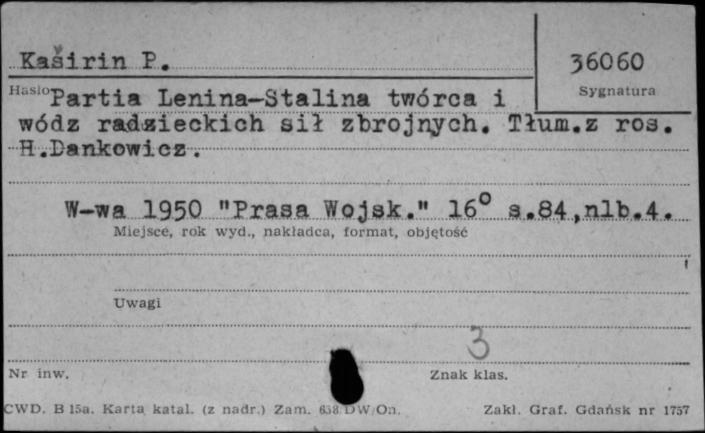 Kaširin P.
36060
Sygnatura
Hasło
Partia Lenina-Stalina twórca i
wódz radzieckich sił zbrojnych. Tłum.z ros.
H.Dankowicz.
W-wa 1950 "Prasa Wojsk." 16° s.84,nlb.4.
Miejsce, rok wyd., nakładca, format, objętość
Uwagi
3
Nr inw.
Znak klas.
CWD. B 15a. Karta katal. (z nadr.) Zam. 658/DW/On.
Zakł. Graf. Gdańsk nr 1757